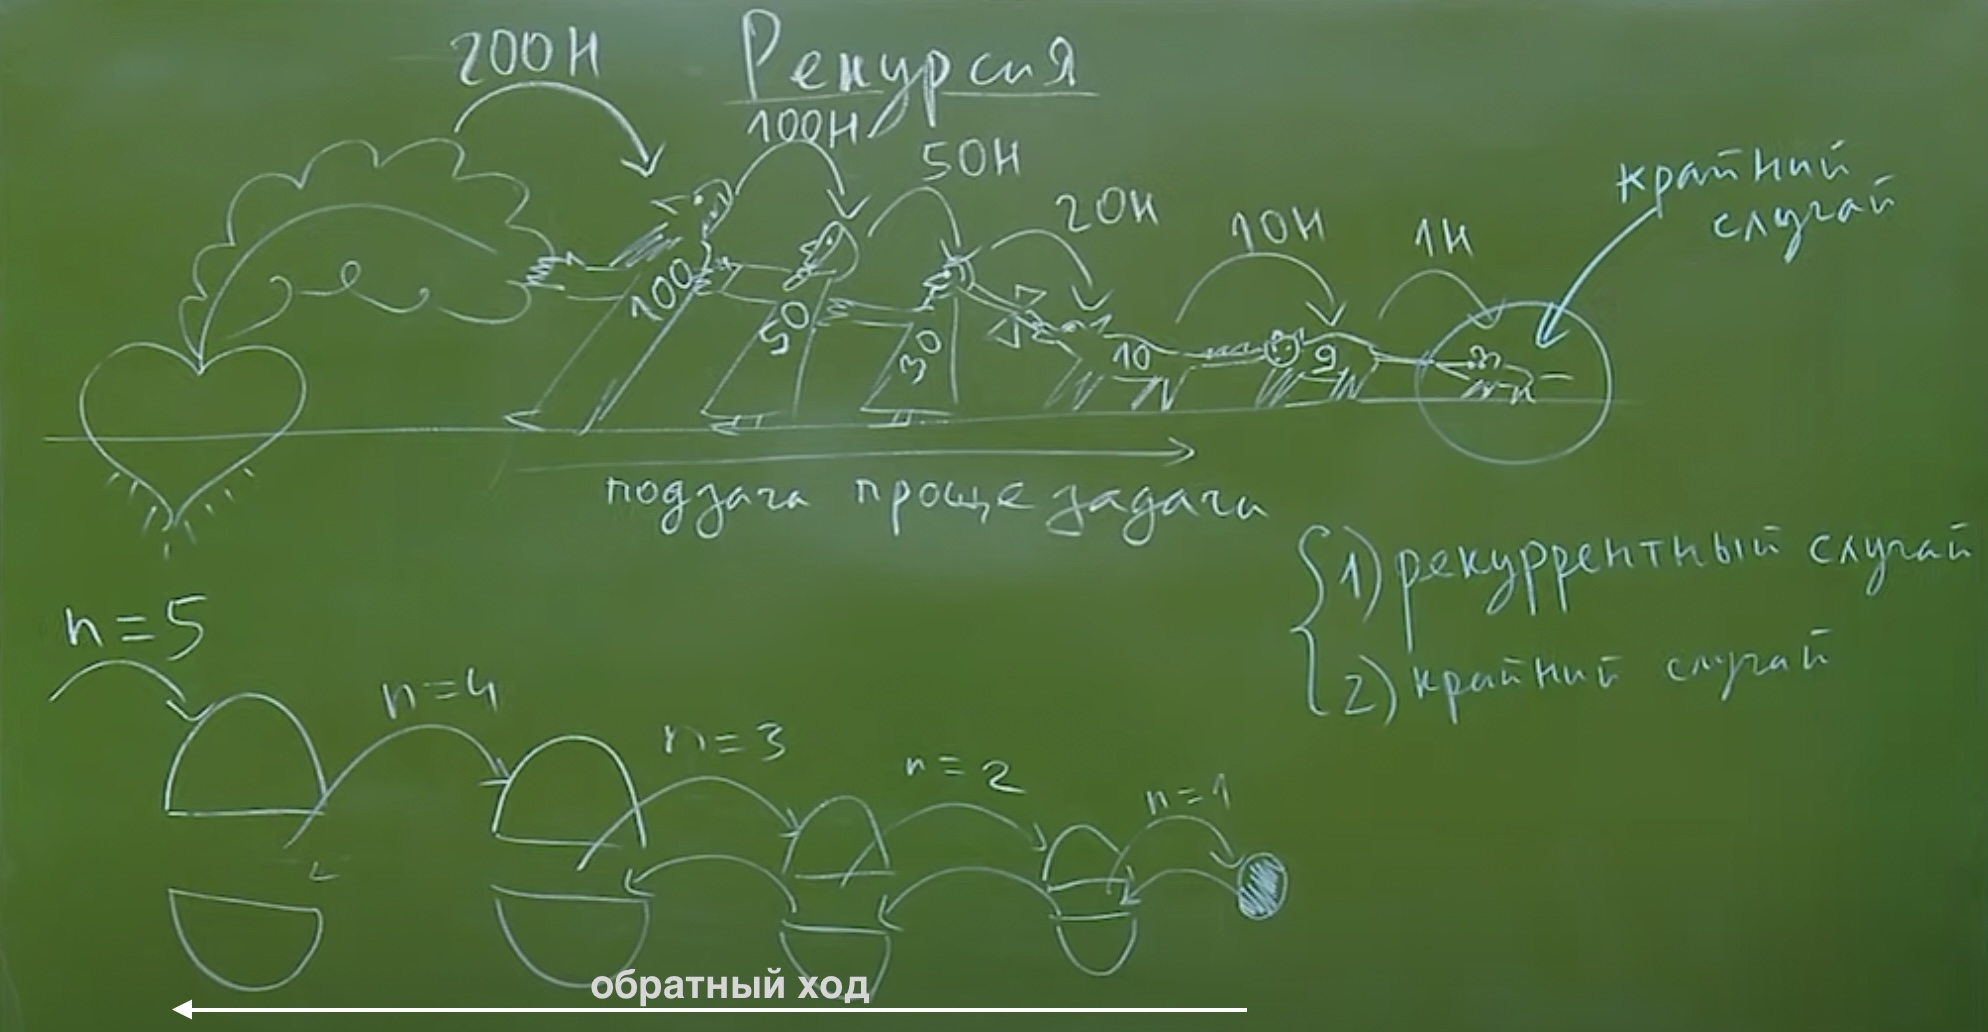 Рекурсия
200Н
100Н
50Н
20Н
10Н
1Н
крайний
случай
100
50
30
10
9
подзача проще задачи
1) рекуррентный случай
2) крайний случай
n=5
n=4
n=3
n=2
n=1
обратный ход